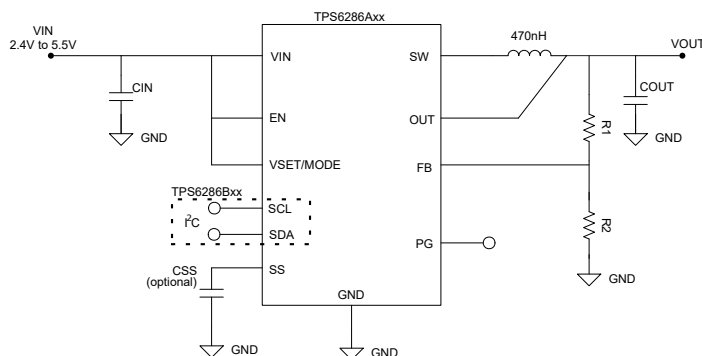 TPS6286Axx
VIN
2.4V to 5.5V
VIN
SW
470nH
VOUT
CIN
COUT
GND
EN
OUT
R1
GND
VSET/MODE
FB
TPS6286Bxx
SCL
I²C
SDA
R2
PG
CSS
(optional)
SS
GND
GND
GND
GND